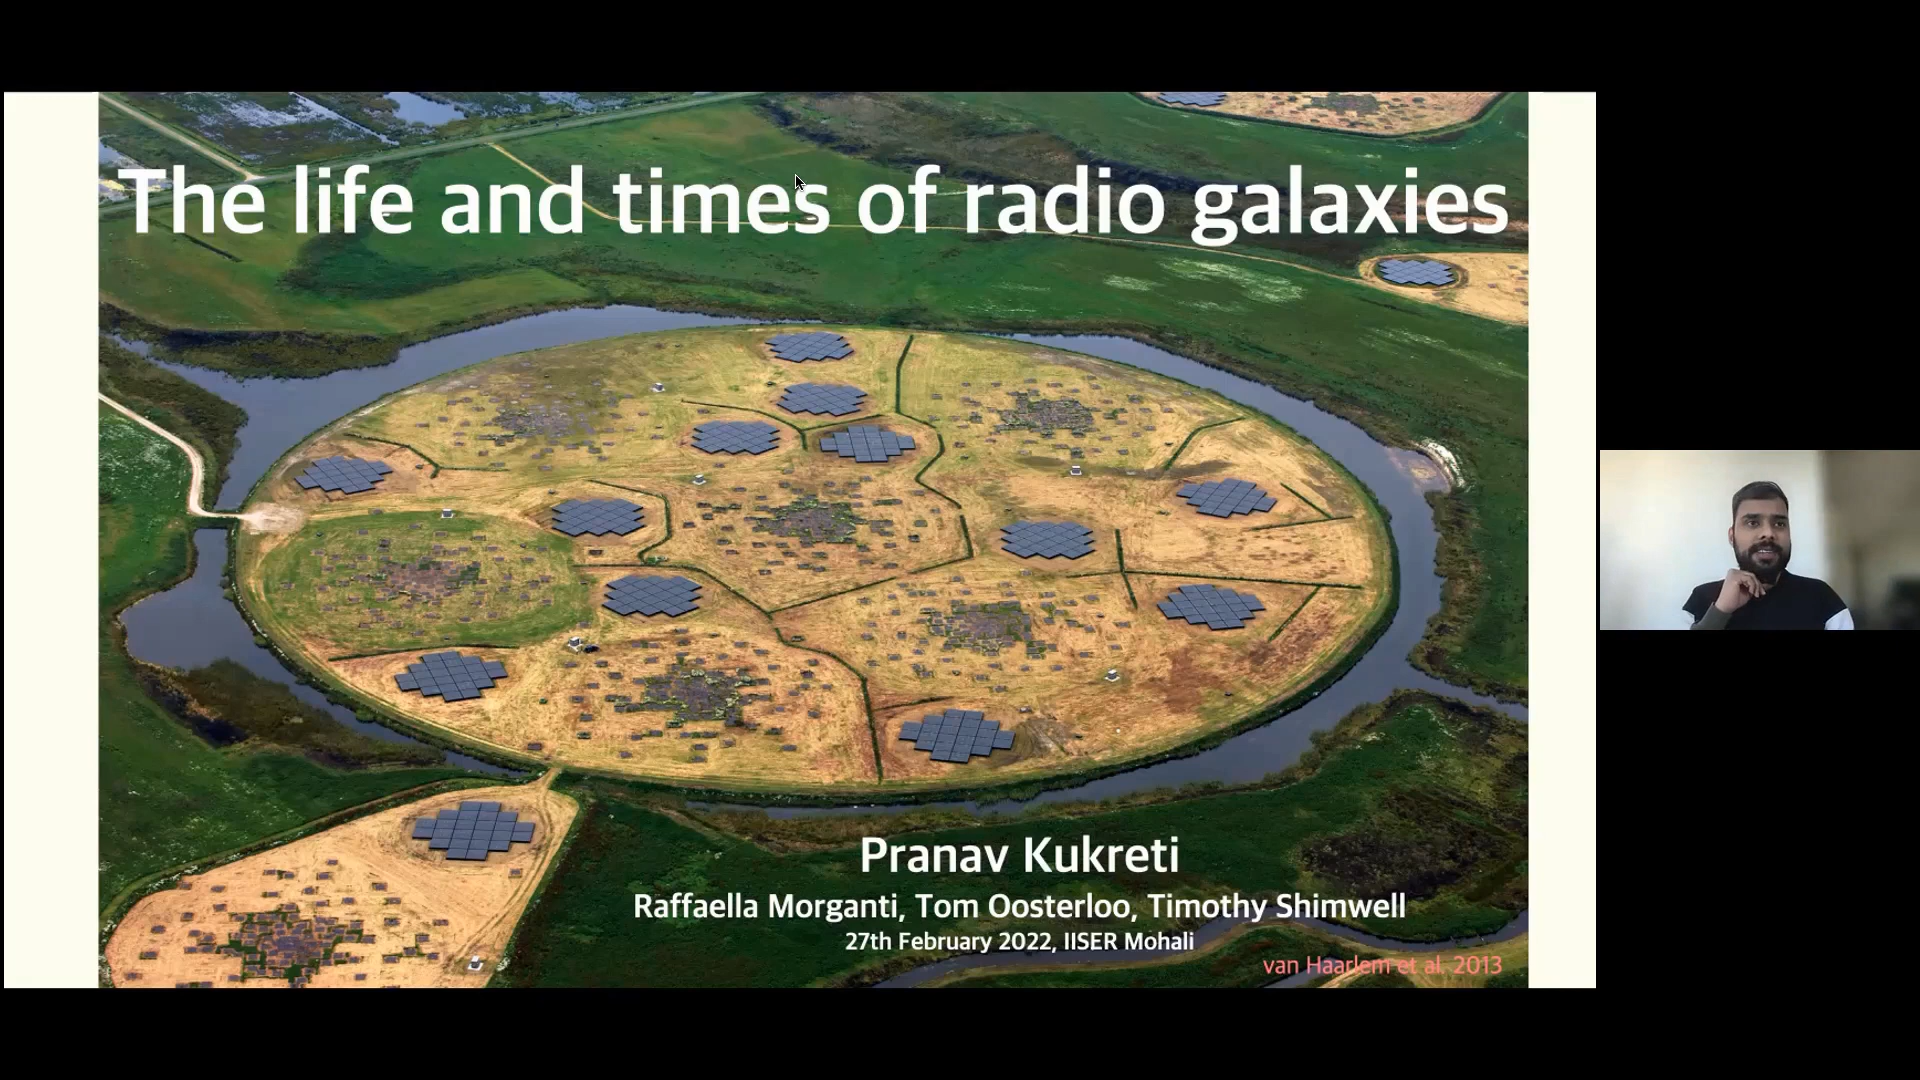 The life and times of radio galaxies
Pranav Kukreti
Raffaella Morganti, Tom Oosterloo, Timothy Shimwell
27th February 2022, IISER Mohali
van Haarlem et al. 2013